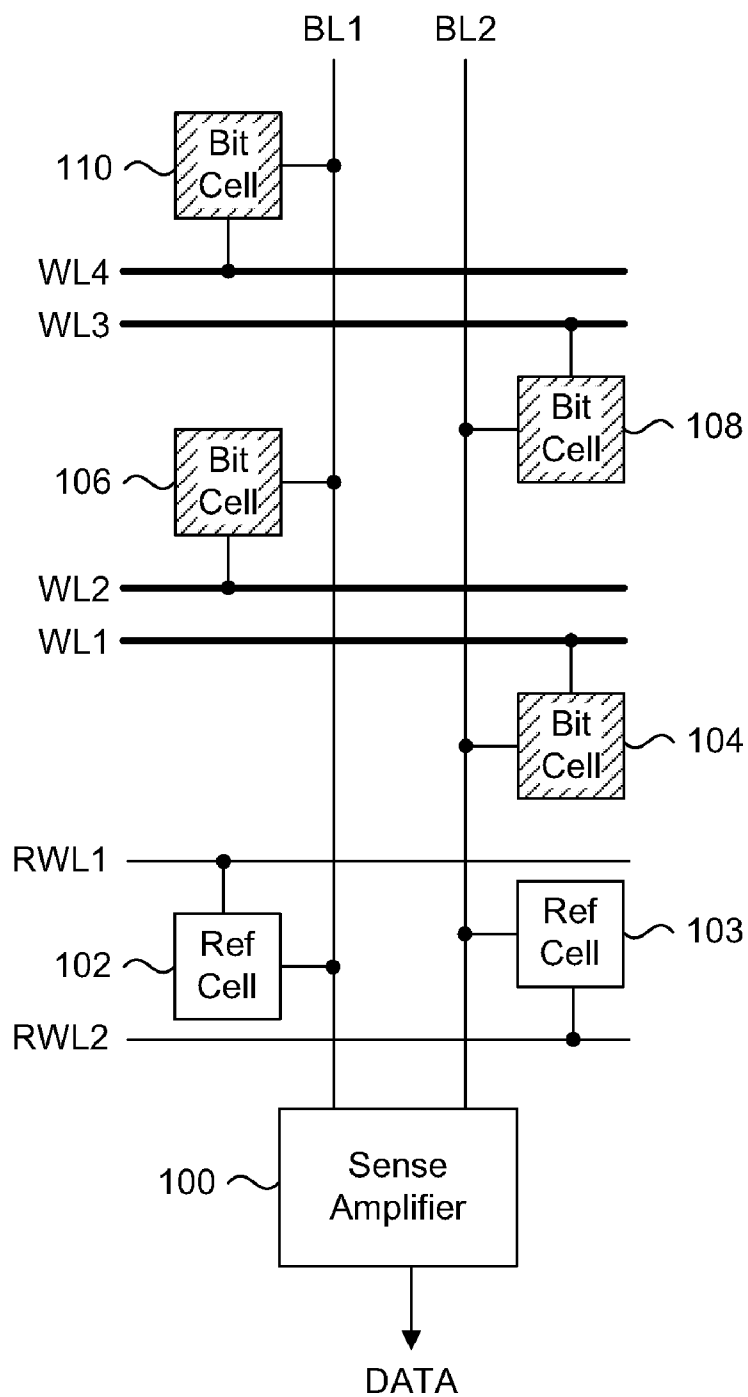 BL1 BL2
Bit
Cell
110
WL4
WL3
Bit
Cell
108
Bit
Cell
106
WL2
WL1
Bit
Cell
104
RWL1
Ref
Cell
103
Ref
Cell
102
RWL2
Sense
Amplifier
100
DATA